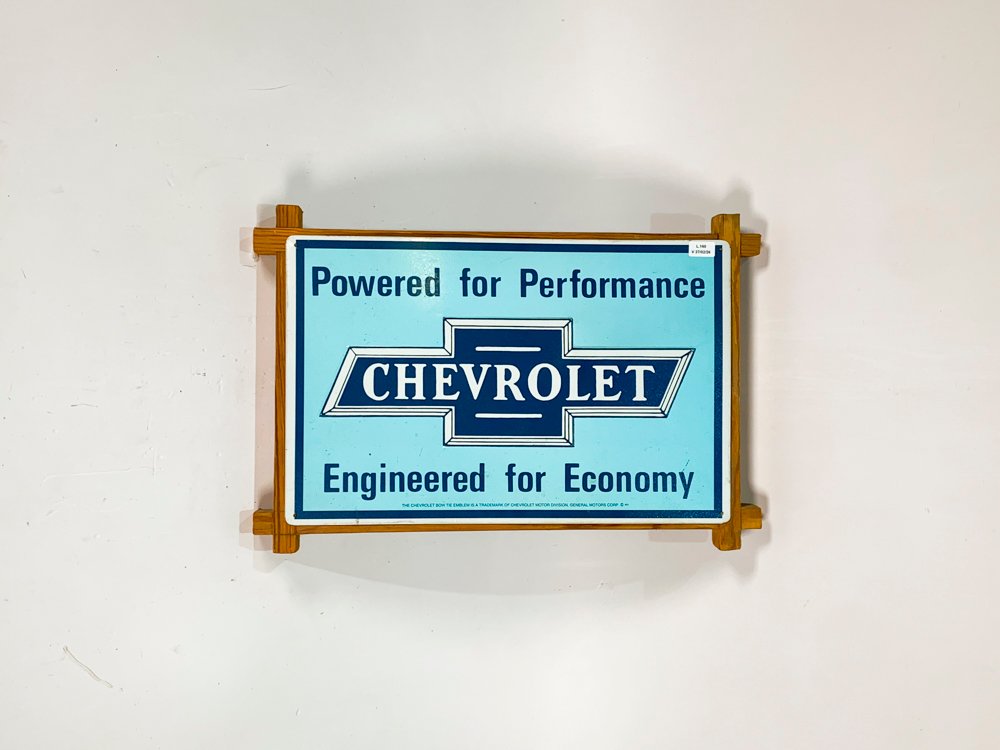 L.140
Powered for Performance
CHEVROLET
Engineered for Economy
THE CHEVROLET BOW TIE EMBLEM IS A TRADEMARK OF CHEVROLET MOTOR DIVISION, GENERAL MOTORS CORP. ©